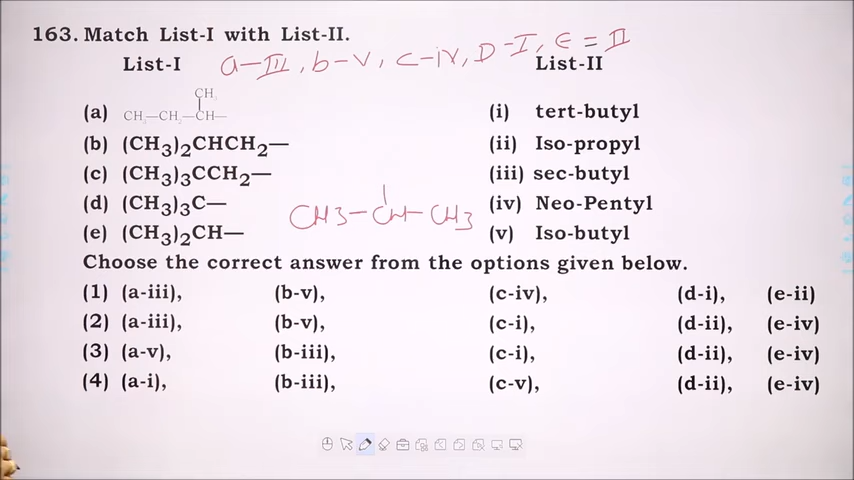 163. Match List-I with List-II.
a-III, b-V, c-iv, D-I, e = II
List-I List-II
CH₃
(a) CH₃—CH₂—CH— (i) tert-butyl
(b) (CH₃)₂CHCH₂— (ii) Iso-propyl
(c) (CH₃)₃CCH₂— (iii) sec-butyl
(d) (CH₃)₃C— (iv) Neo-Pentyl
CH3-CH-CH3
(e) (CH₃)₂CH— (v) Iso-butyl
Choose the correct answer from the options given below.
(1) (a-iii), (b-v), (c-iv), (d-i), (e-ii)
(2) (a-iii), (b-v), (c-i), (d-ii), (e-iv)
(3) (a-v), (b-iii), (c-i), (d-ii), (e-iv)
(4) (a-i), (b-iii), (c-v), (d-ii), (e-iv)